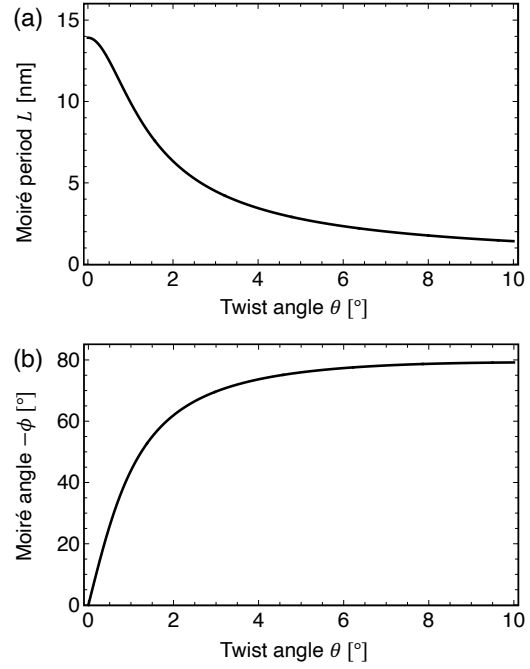 (a)
15
10
5
0
Moiré period L [nm]
0 2 4 6 8 10
Twist angle θ [°]
(b)
80
60
40
20
0
Moiré angle −ϕ [°]
0 2 4 6 8 10
Twist angle θ [°]